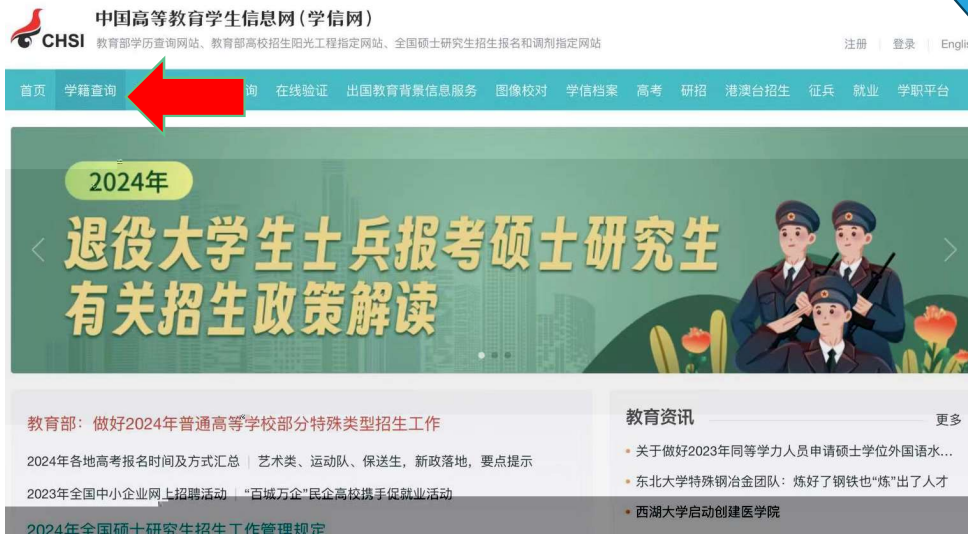 中国高等教育学生信息网(学信网)
CHSI 教育部学历查询网站、教育部高校招生阳光工程指定网站、全国硕士研究生招生报名和调剂指定网站
注册 登录
首页 学籍查询 询 在线验证 出国教育背景信息服务 图像校对 学信档案 高考 研招 港澳台招生 征兵 就业 学职平台
2024年
退役大学生士兵报考硕士研究生
有关招生政策解读
教育部：做好2024年普通高等学校部分特殊类型招生工作
2024年各地高考报名时间及方式汇总 艺术类、运动队、保送生，新政落地，要点提示
2023年全国中小企业网上招聘活动 “百城万企”民企高校携手促就业活动
2024年全国硕士研究生招生工作管理规定
教育资讯 更多
关于做好2023年同等学力人员申请硕士学位外国语水...
东北大学特殊钢冶金团队：炼好了钢铁也“炼”出了人才
西湖大学启动创建医学院